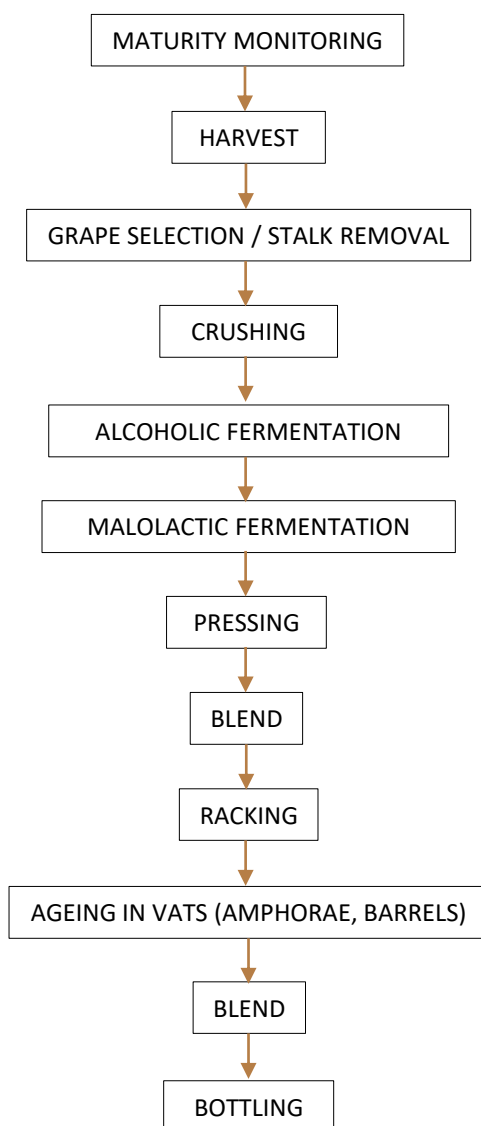 MATURITY MONITORING
HARVEST
GRAPE SELECTION / STALK REMOVAL
CRUSHING
ALCOHOLIC FERMENTATION
MALOLACTIC FERMENTATION
PRESSING
BLEND
RACKING
AGEING IN VATS (AMPHORAE, BARRELS)
BLEND
BOTTLING